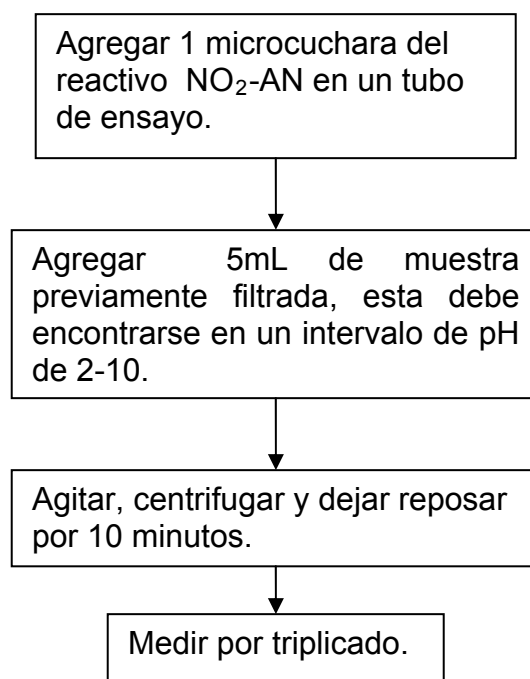 Agregar 1 microcuchara del
reactivo NO₂-AN en un tubo
de ensayo.
Agregar 5mL de muestra
previamente filtrada, esta debe
encontrarse en un intervalo de pH
de 2-10.
Agitar, centrifugar y dejar reposar
por 10 minutos.
Medir por triplicado.